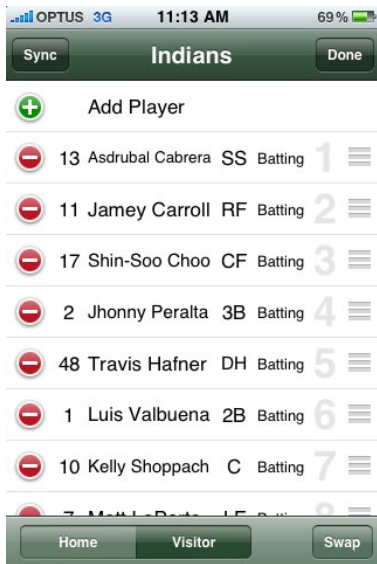 OPTUS 3G 11:13 AM 69%
Sync Indians Done
Add Player
13 Asdrubal Cabrera SS Batting 1
11 Jamey Carroll RF Batting 2
17 Shin-Soo Choo CF Batting 3
2 Jhonny Peralta 3B Batting 4
48 Travis Hafner DH Batting 5
1 Luis Valbuena 2B Batting 6
10 Kelly Shoppach C Batting 7
Home Visitor Swap